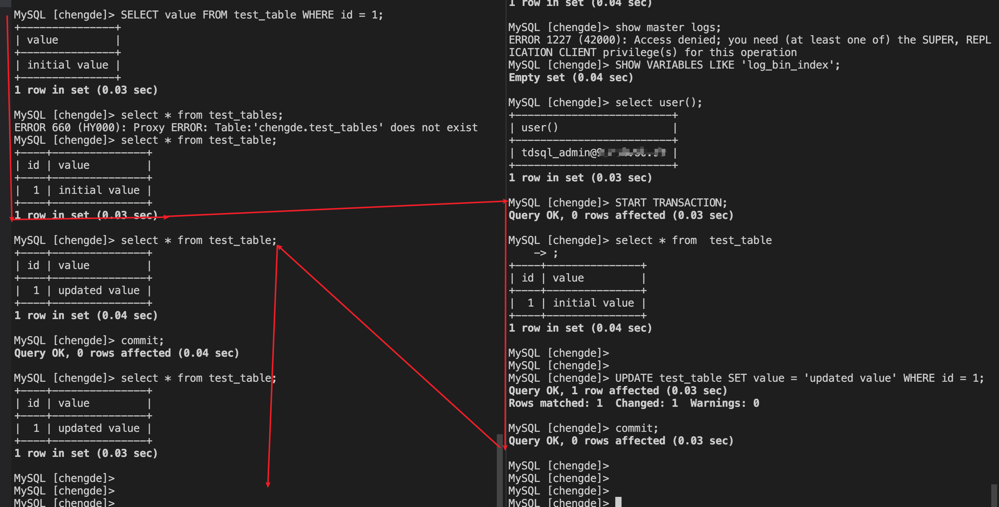 MySQL [chengde]> SELECT value FROM test_table WHERE id = 1;
+---------------+
| value         |
+---------------+
| initial value |
+---------------+
1 row in set (0.03 sec)
MySQL [chengde]> select * from test_tables;
ERROR 660 (HY000): Proxy ERROR: Table:'chengde.test_tables' does not exist
MySQL [chengde]> select * from test_table;
+----+---------------+
| id | value         |
+----+---------------+
|  1 | initial value |
+----+---------------+
1 row in set (0.03 sec)
MySQL [chengde]> select * from test_table;
+----+---------------+
| id | value         |
+----+---------------+
|  1 | updated value |
+----+---------------+
1 row in set (0.04 sec)
MySQL [chengde]> commit;
Query OK, 0 rows affected (0.04 sec)
MySQL [chengde]> select * from test_table;
+----+---------------+
| id | value         |
+----+---------------+
|  1 | updated value |
+----+---------------+
1 row in set (0.03 sec)
MySQL [chengde]>
MySQL [chengde]>
MySQL [chengde]>
1 row in set (0.04 sec)
MySQL [chengde]> show master logs;
ERROR 1227 (42000): Access denied; you need (at least one of) the SUPER, REPL
ICATION CLIENT privilege(s) for this operation
MySQL [chengde]> SHOW VARIABLES LIKE 'log_bin_index';
Empty set (0.04 sec)
MySQL [chengde]> select user();
+-------------------------+
| user()                  |
+-------------------------+
| tdsql_admin@ |
+-------------------------+
1 row in set (0.03 sec)
MySQL [chengde]> START TRANSACTION;
Query OK, 0 rows affected (0.03 sec)
MySQL [chengde]> select * from  test_table
    -> ;
+----+---------------+
| id | value         |
+----+---------------+
|  1 | initial value |
+----+---------------+
1 row in set (0.04 sec)
MySQL [chengde]>
MySQL [chengde]>
MySQL [chengde]> UPDATE test_table SET value = 'updated value' WHERE id = 1;
Query OK, 1 row affected (0.03 sec)
Rows matched: 1  Changed: 1  Warnings: 0
MySQL [chengde]> commit;
Query OK, 0 rows affected (0.03 sec)
MySQL [chengde]>
MySQL [chengde]>
MySQL [chengde]>
MySQL [chengde]>